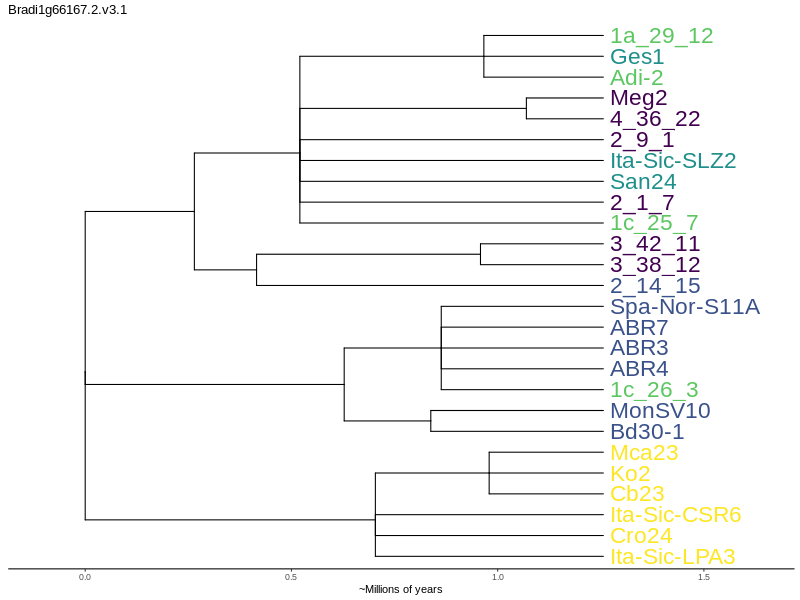 Bradi1g66167.2.v3.1
1a_29_12
Ges1
Adi-2
Meg2
4_36_22
2_9_1
Ita-Sic-SLZ2
San24
2_1_7
1c_25_7
3_42_11
3_38_12
2_14_15
Spa-Nor-S11A
ABR7
ABR3
ABR4
1c_26_3
MonSV10
Bd30-1
Mca23
Ko2
Cb23
Ita-Sic-CSR6
Cro24
Ita-Sic-LPA3
0.0 0.5 1.0 1.5
~Millions of years